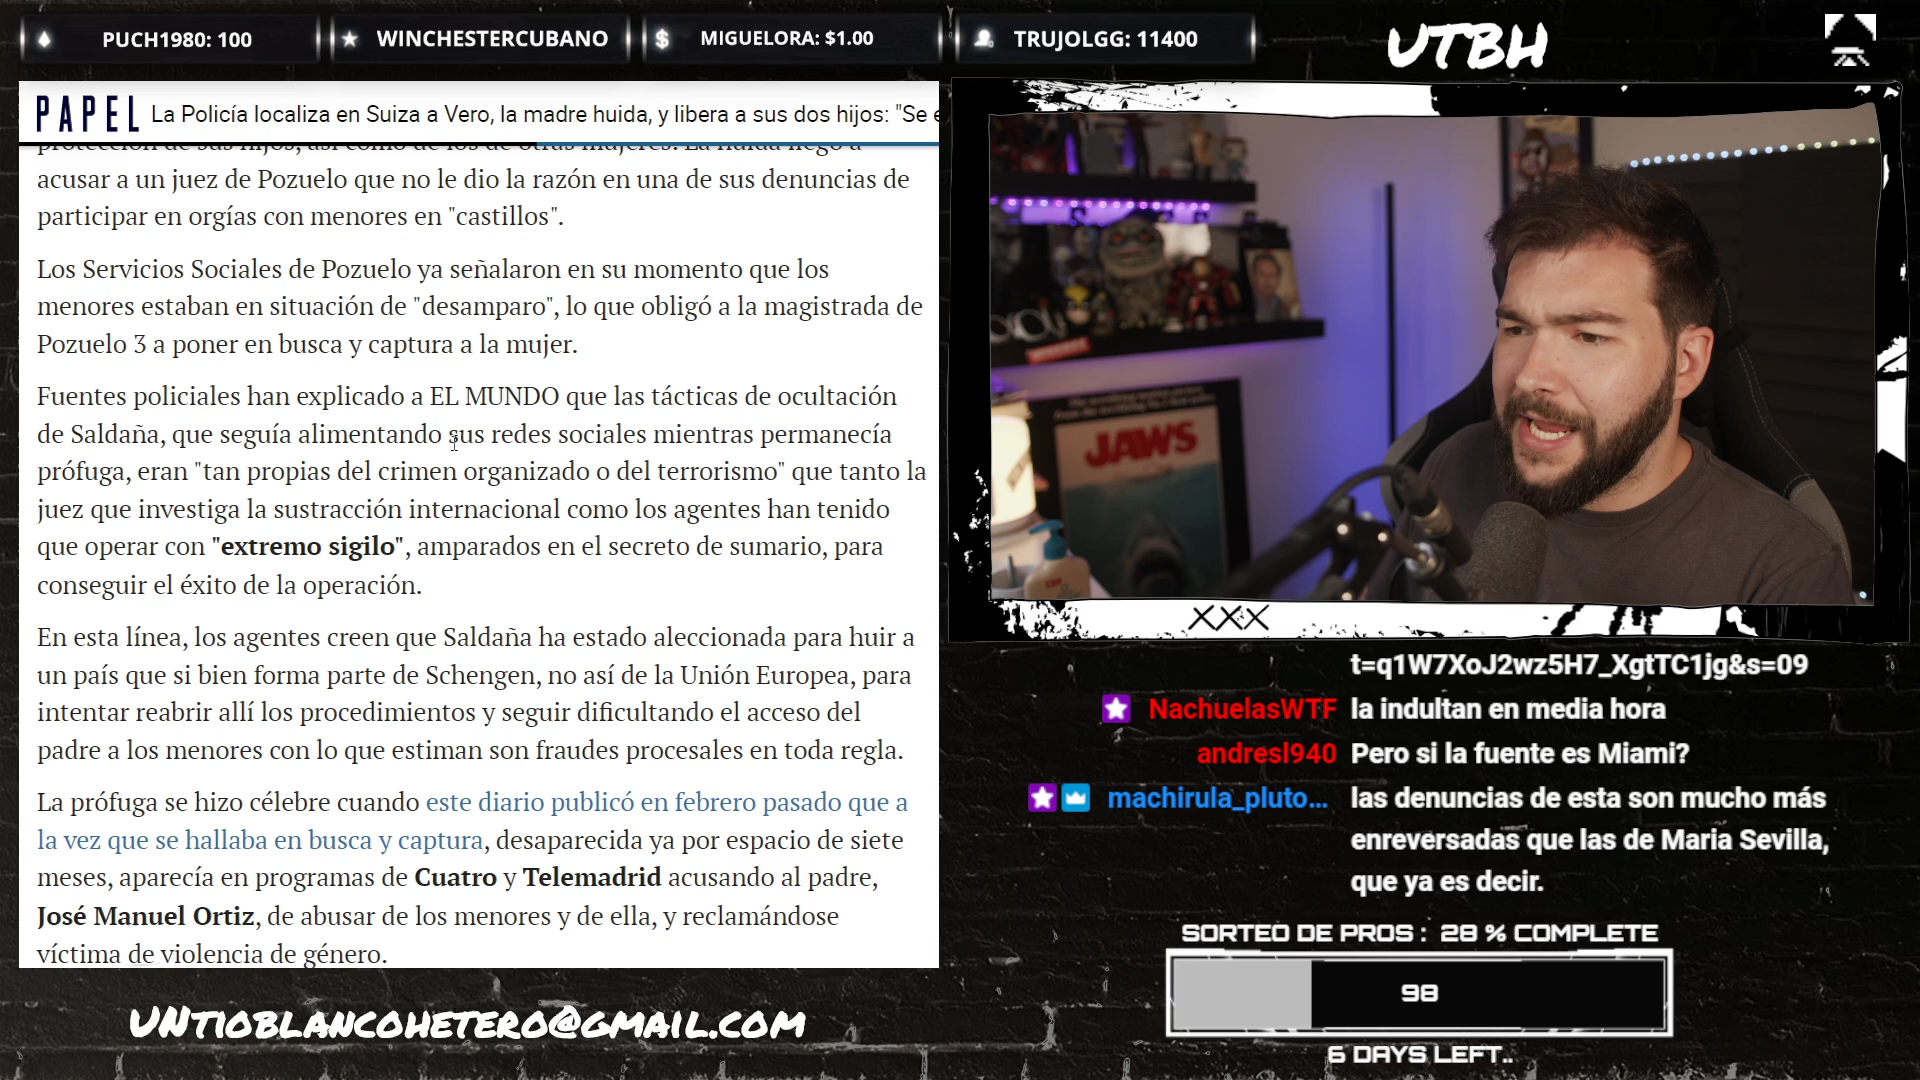 PUCH1980: 100
WINCHESTERCUBANO
$ MIGUELORA: $1.00
TRUJOLGG: 11400
UTBH
PAPEL La Policía localiza en Suiza a Vero, la madre huida, y libera a sus dos hijos: "Se e
protección de sus hijos, así como de los de otras mujeres. La huida llegó a
acusar a un juez de Pozuelo que no le dio la razón en una de sus denuncias de
participar en orgías con menores en "castillos".
Los Servicios Sociales de Pozuelo ya señalaron en su momento que los
menores estaban en situación de "desamparo", lo que obligó a la magistrada de
Pozuelo 3 a poner en busca y captura a la mujer.
Fuentes policiales han explicado a EL MUNDO que las tácticas de ocultación
de Saldaña, que seguía alimentando sus redes sociales mientras permanecía
prófuga, eran "tan propias del crimen organizado o del terrorismo" que tanto la
juez que investiga la sustracción internacional como los agentes han tenido
que operar con "extremo sigilo", amparados en el secreto de sumario, para
conseguir el éxito de la operación.
En esta línea, los agentes creen que Saldaña ha estado aleccionada para huir a
un país que si bien forma parte de Schengen, no así de la Unión Europea, para
intentar reabrir allí los procedimientos y seguir dificultando el acceso del
padre a los menores con lo que estiman son fraudes procesales en toda regla.
La prófuga se hizo célebre cuando este diario publicó en febrero pasado que a
la vez que se hallaba en busca y captura, desaparecida ya por espacio de siete
meses, aparecía en programas de Cuatro y Telemadrid acusando al padre,
José Manuel Ortiz, de abusar de los menores y de ella, y reclamándose
víctima de violencia de género.
UNTIOBLANCOHETERO@GMAIL.COM
JAWS
XXX
t=q1W7XoJ2wz5H7_XgtTC1jg&s=09
NachuelasWTF la indultan en media hora
andresl940 Pero si la fuente es Miami?
machirula_pluto... las denuncias de esta son mucho más
enreversadas que las de Maria Sevilla,
que ya es decir.
SORTEO DE PROS : 28 % COMPLETE
98
6 DAYS LEFT..